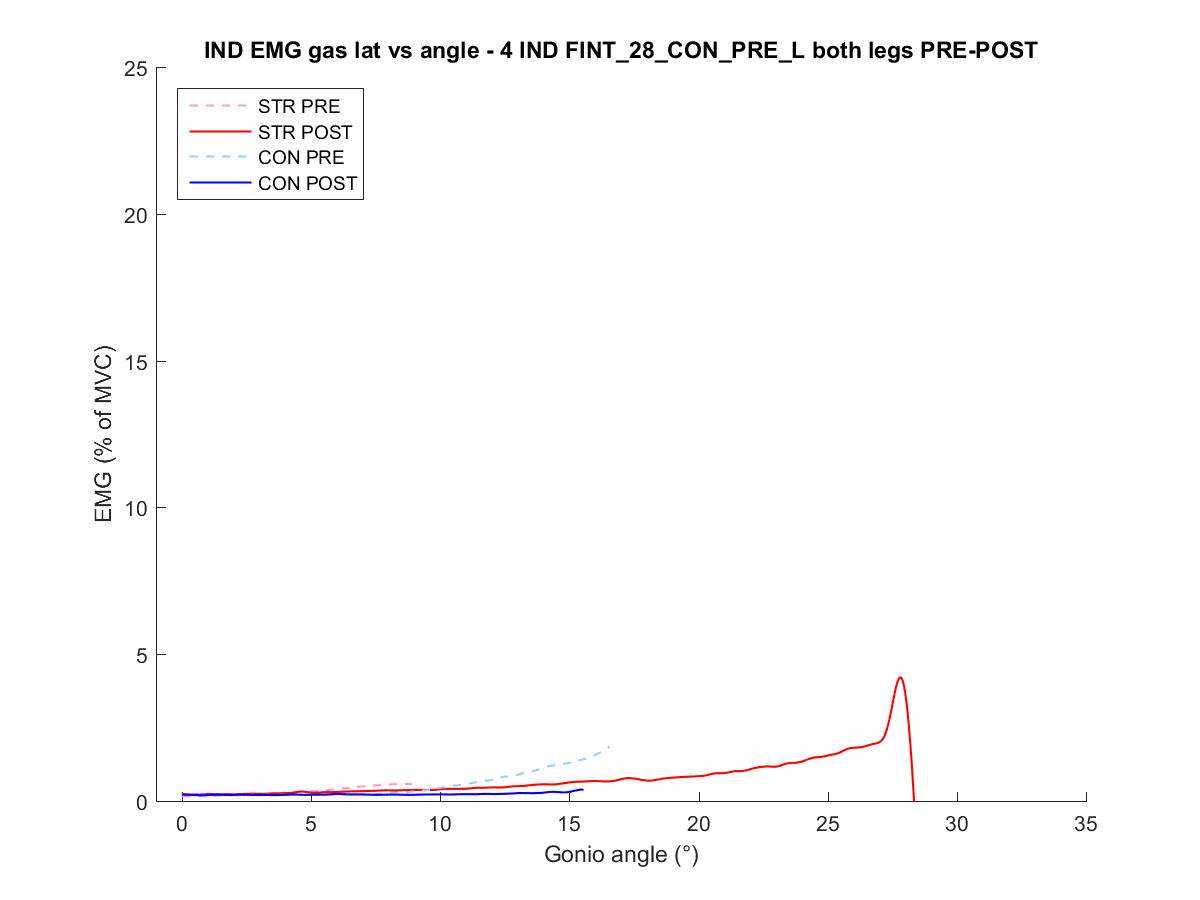 IND EMG gas lat vs angle - 4 IND FINT_28_CON_PRE_L both legs PRE-POST
25
STR PRE
STR POST
CON PRE
CON POST
20
15
10
5
0
EMG (% of MVC)
0 5 10 15 20 25 30 35
Gonio angle (°)